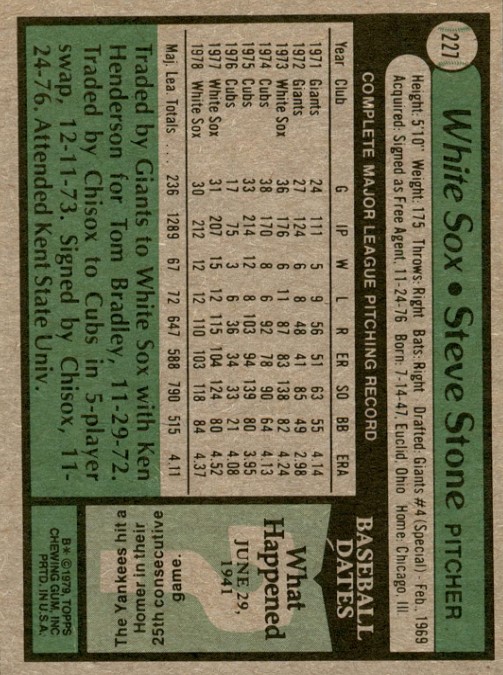 227
White Sox • Steve Stone PITCHER
Height: 5'10" Weight: 175 Throws: Right Bats: Right Drafted: Giants #4 (Special) - Feb., 1969
Acquired: Signed as Free Agent, 11-24-76 Born: 7-14-47, Euclid, Ohio Home: Chicago, Ill.
COMPLETE MAJOR LEAGUE PITCHING RECORD
Year Club G IP W L R ER SO BB ERA
1971 Giants 24 111 5 9 56 51 63 55 4.14
1972 Giants 27 124 6 8 48 41 85 49 2.98
1973 White Sox 36 176 6 11 87 83 138 82 4.24
1974 Cubs 38 170 8 6 92 78 90 64 4.13
1975 Cubs 33 214 12 8 103 94 139 80 3.95
1976 Cubs 17 75 3 6 36 34 33 21 4.08
1977 White Sox 31 207 15 12 115 104 124 80 4.52
1978 White Sox 30 212 12 12 110 103 118 84 4.37
Maj. Lea. Totals ... 236 1289 67 72 647 588 790 515 4.11
Traded by Giants to White Sox with Ken
Henderson for Tom Bradley, 11-29-72.
Traded by Chisox to Cubs in 5-player
swap, 12-11-73. Signed by Chisox, 11-
24-76. Attended Kent State Univ.
BASEBALL
DATES
What
Happened
JUNE 29,
1941
The Yankees hit a
Homer in their
25th consecutive
game.
B* ©1979, TOPPS
CHEWING GUM, INC
PRTD. IN U.S.A.